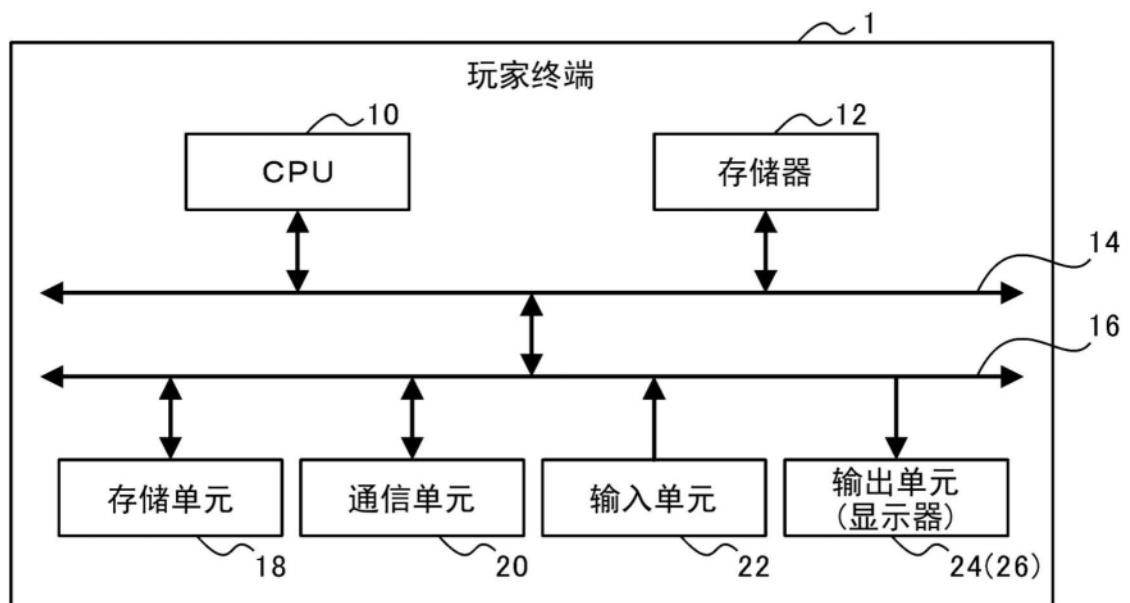 1
玩家终端
10
12
CPU
存储器
14
16
存储单元
通信单元
输入单元
输出单元
(显示器)
18
20
22
24(26)